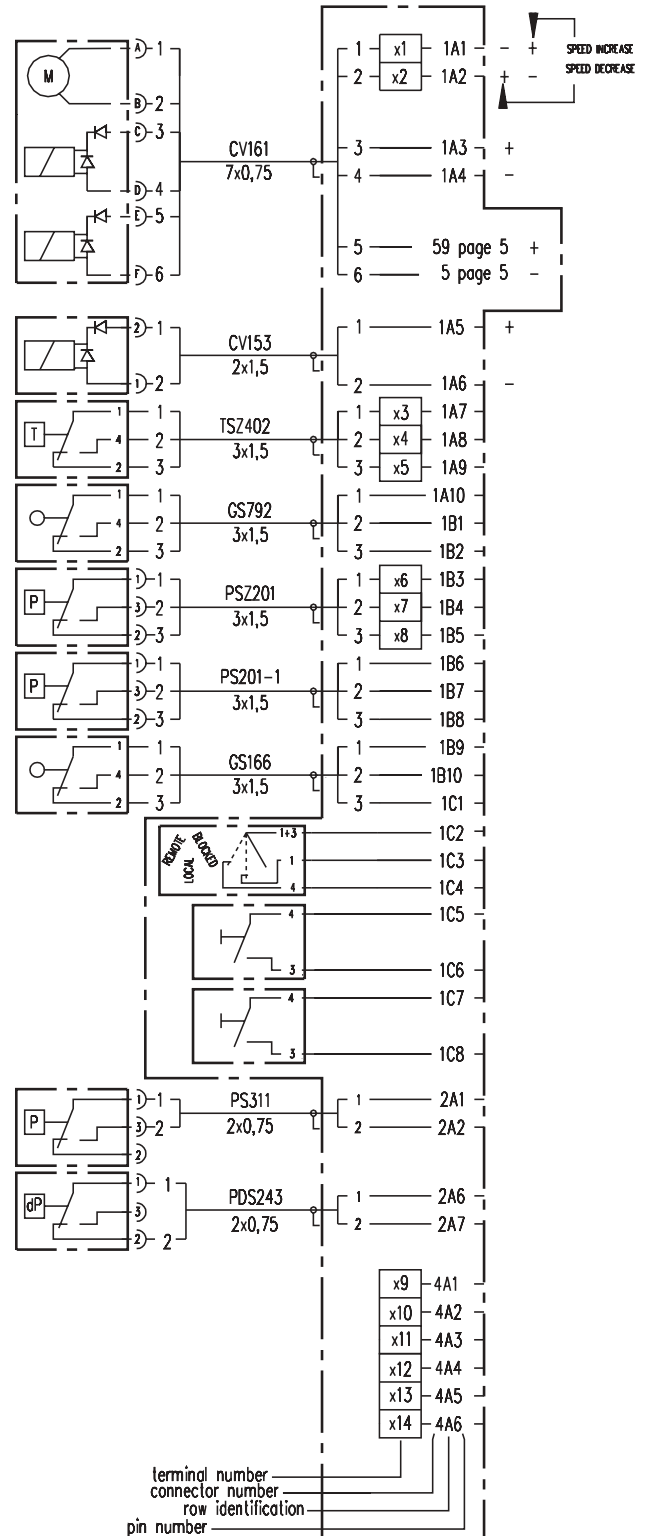 A 1 1 x1 1A1 - + SPEED INCREASE
M
2 x2 1A2 + - SPEED DECREASE
B 2
C 3
CV161 3 1A3 +
7x0,75 4 1A4 -
D 4
E 5
5 59 page 5 +
F 6 6 5 page 5 -
2 1 1 1A5 +
CV153
2x1,5
1 2 2 1A6 -
1 1 1 x3 1A7
T 4 2 TSZ402 2 x4 1A8
3x1,5
2 3 3 x5 1A9
1 1 1 1A10
4 2 GS792 2 1B1
3x1,5
2 3 3 1B2
1 1 1 x6 1B3
P 3 2 PSZ201 2 x7 1B4
3x1,5
2 3 3 x8 1B5
1 1 1 1B6
P 3 2 PS201-1 2 1B7
3x1,5
2 3 3 1B8
1 1 1 1B9
4 2 GS166 2 1B10
3x1,5
2 3 3 1C1
REMOTE LOCAL BLOCKED 1+3 1C2
1 1C3
4 1C4
4 1C5
3 1C6
4 1C7
3 1C8
1 1 PS311 1 2A1
P 3 2 2x0,75 2 2A2
2
1 1 PDS243 1 2A6
dP 3
2 2 2x0,75 2 2A7
x9 4A1
x10 4A2
x11 4A3
x12 4A4
x13 4A5
x14 4A6
terminal number
connector number
row identification
pin number